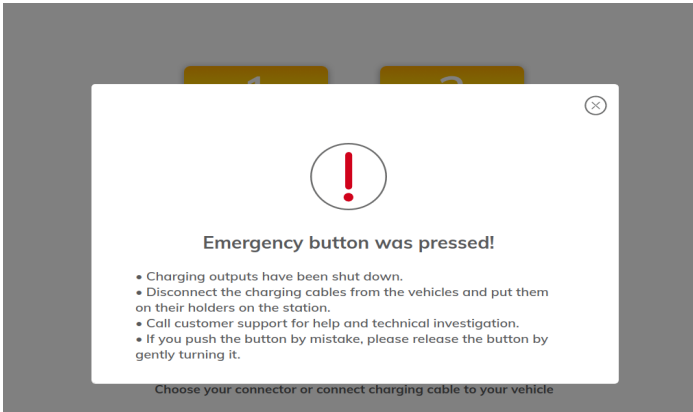 Emergency button was pressed!
• Charging outputs have been shut down.
• Disconnect the charging cables from the vehicles and put them
on their holders on the station.
• Call customer support for help and technical investigation.
• If you push the button by mistake, please release the button by
gently turning it.
Choose your connector or connect charging cable to your vehicle